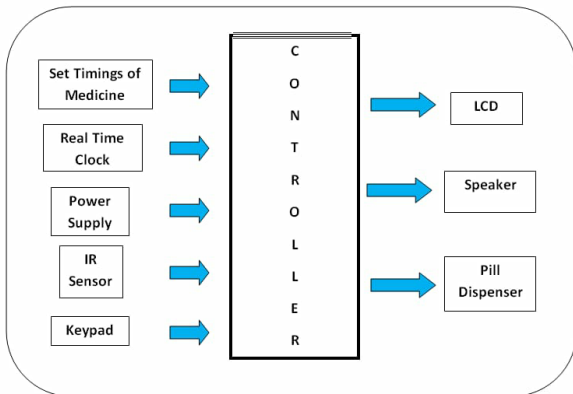 Set Timings of
Medicine
Real Time
Clock
Power
Supply
IR
Sensor
Keypad
C
O
N
T
R
O
L
L
E
R
LCD
Speaker
Pill
Dispenser